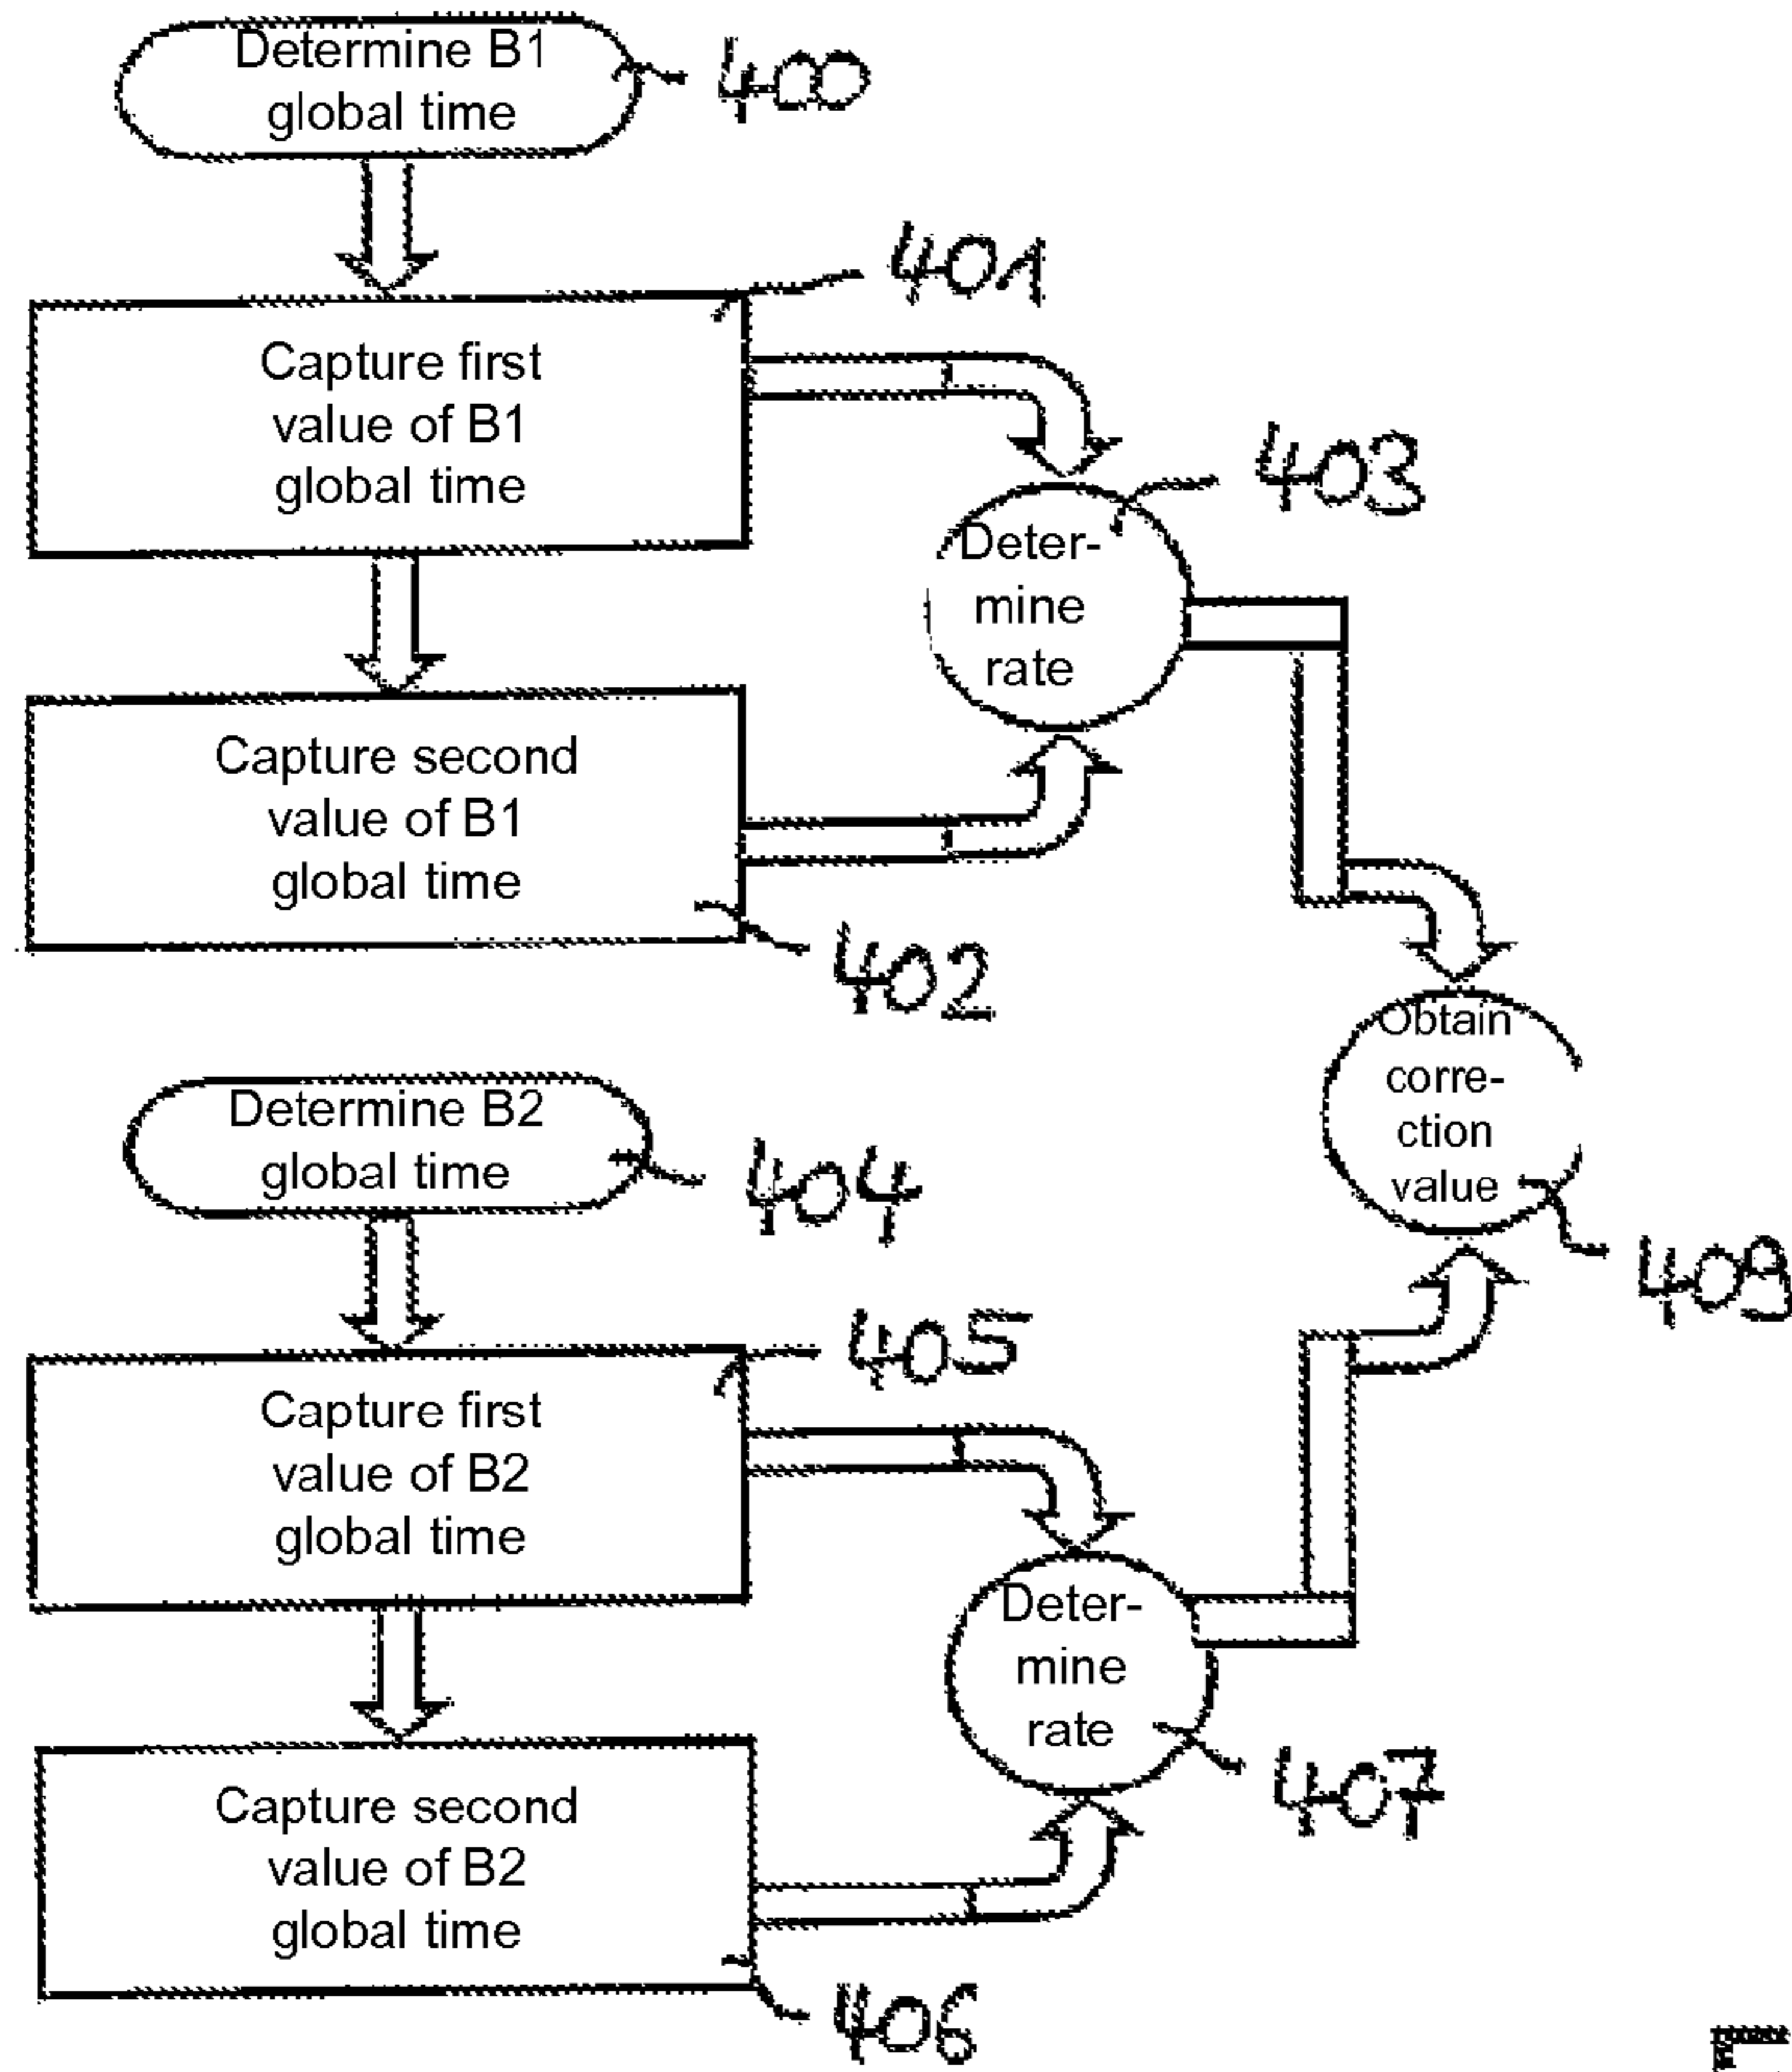 Determine B1
global time
400
401
Capture first
value of B1
global time
403
Deter-
mine
rate
Capture second
value of B1
global time
402
Obtain
corre-
ction
value
Determine B2
global time
404
409
405
Capture first
value of B2
global time
Deter-
mine
rate
407
Capture second
value of B2
global time
406